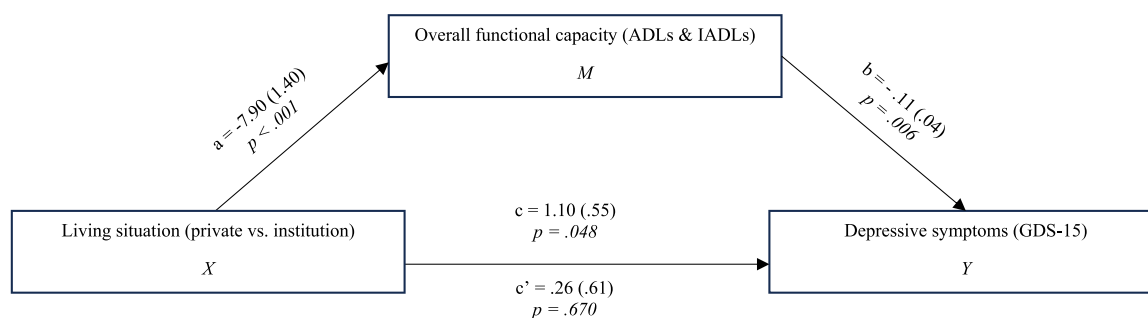 Overall functional capacity (ADLs & IADLs)
M
a = -7.90 (1.40)
p < .001
b = - .11 (.04)
p = .006
Living situation (private vs. institution)
X
c = 1.10 (.55)
p = .048
c’ = .26 (.61)
p = .670
Depressive symptoms (GDS-15)
Y